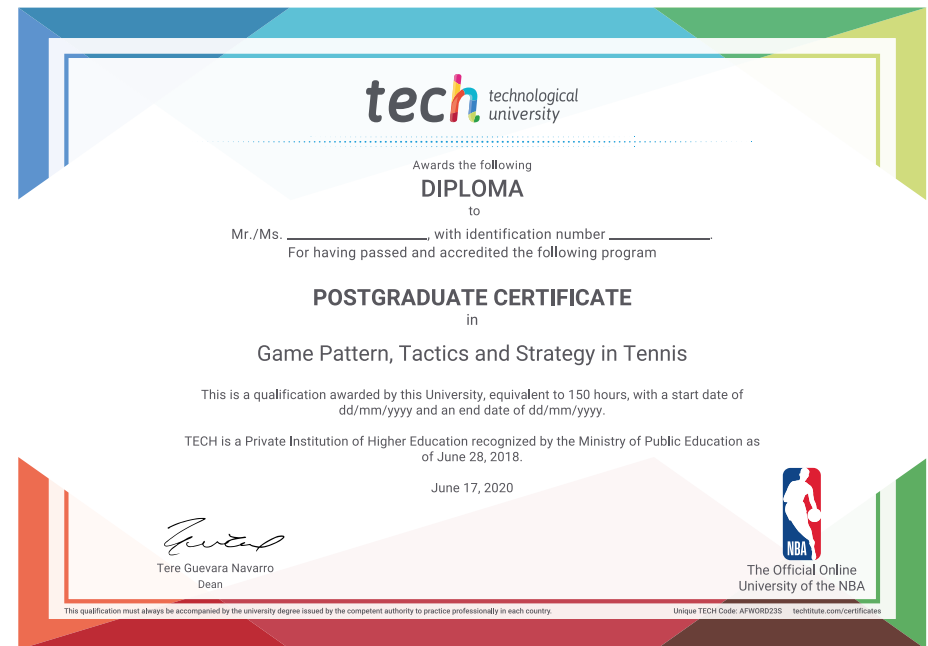 tech technological
university
Awards the following
DIPLOMA
to
Mr./Ms. ____________________, with identification number ______________.
For having passed and accredited the following program
POSTGRADUATE CERTIFICATE
in
Game Pattern, Tactics and Strategy in Tennis
This is a qualification awarded by this University, equivalent to 150 hours, with a start date of
dd/mm/yyyy and an end date of dd/mm/yyyy.
TECH is a Private Institution of Higher Education recognized by the Ministry of Public Education as
of June 28, 2018.
June 17, 2020
NBA
Tere Guevara Navarro
Dean
The Official Online
University of the NBA
This qualification must always be accompanied by the university degree issued by the competent authority to practice professionally in each country.
Unique TECH Code: AFWORD23S techtitute.com/certificates